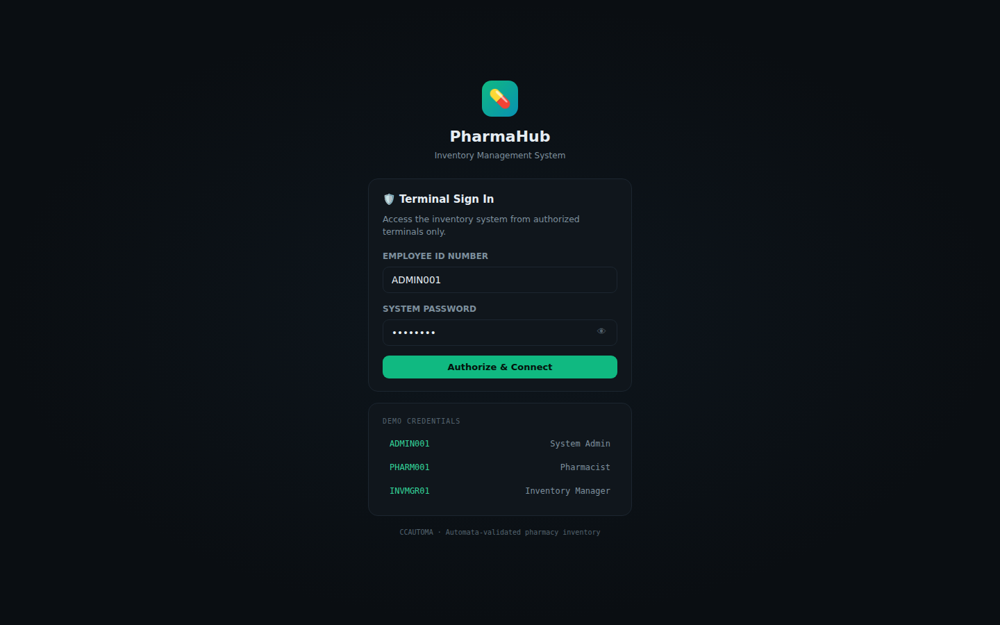 PharmaHub
Inventory Management System
Terminal Sign In
Access the inventory system from authorized
terminals only.
EMPLOYEE ID NUMBER
ADMIN001
SYSTEM PASSWORD
••••••••
Authorize & Connect
DEMO CREDENTIALS
ADMIN001 System Admin
PHARM001 Pharmacist
INVMGR01 Inventory Manager
CCAUTOMA · Automata-validated pharmacy inventory